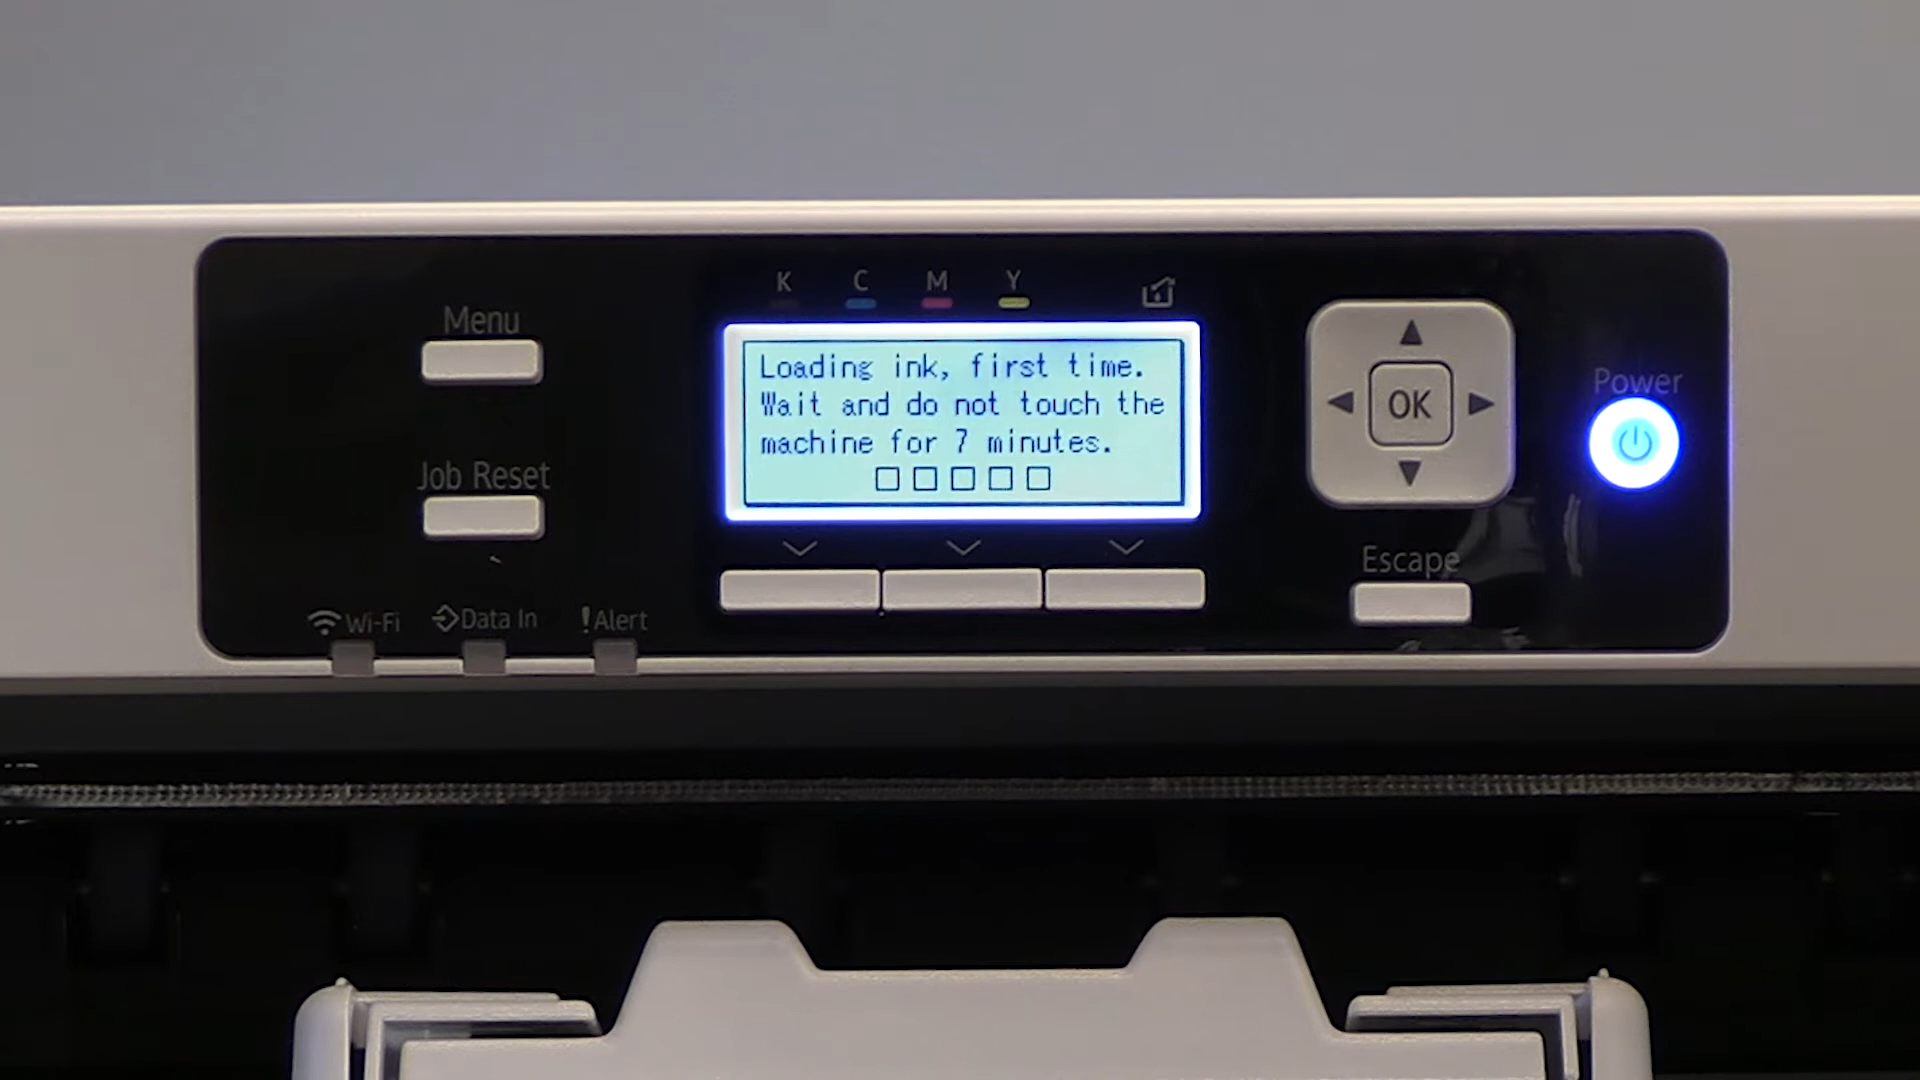 K C M Y
Menu
Loading ink, first time.
Wait and do not touch the
machine for 7 minutes.
OK
Power
Job Reset
Escape
Wi-Fi Data In !Alert